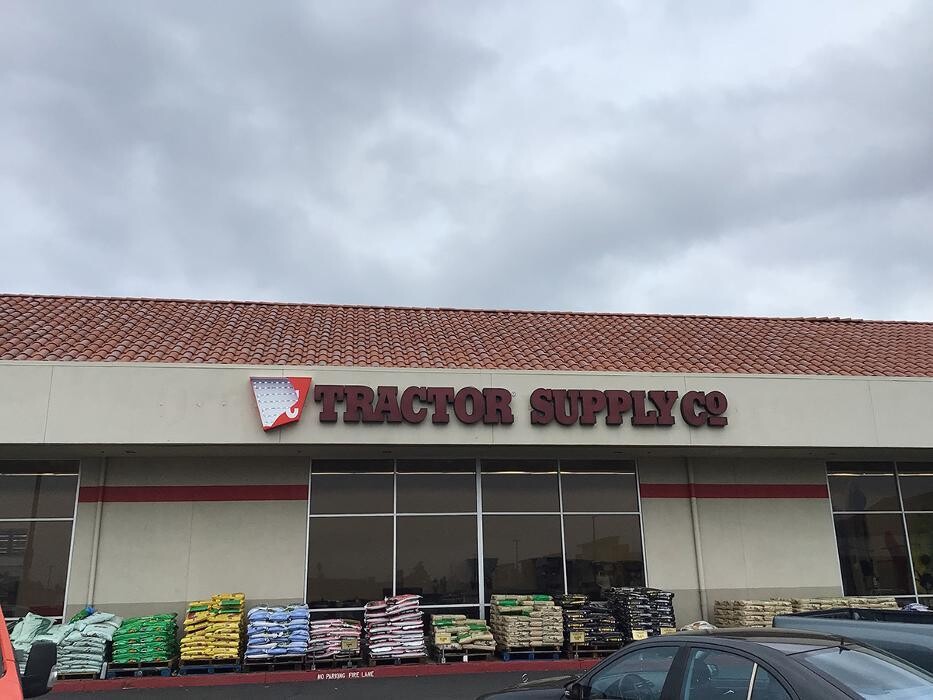 TRACTOR SUPPLY CO
NO PARKING FIRE LANE